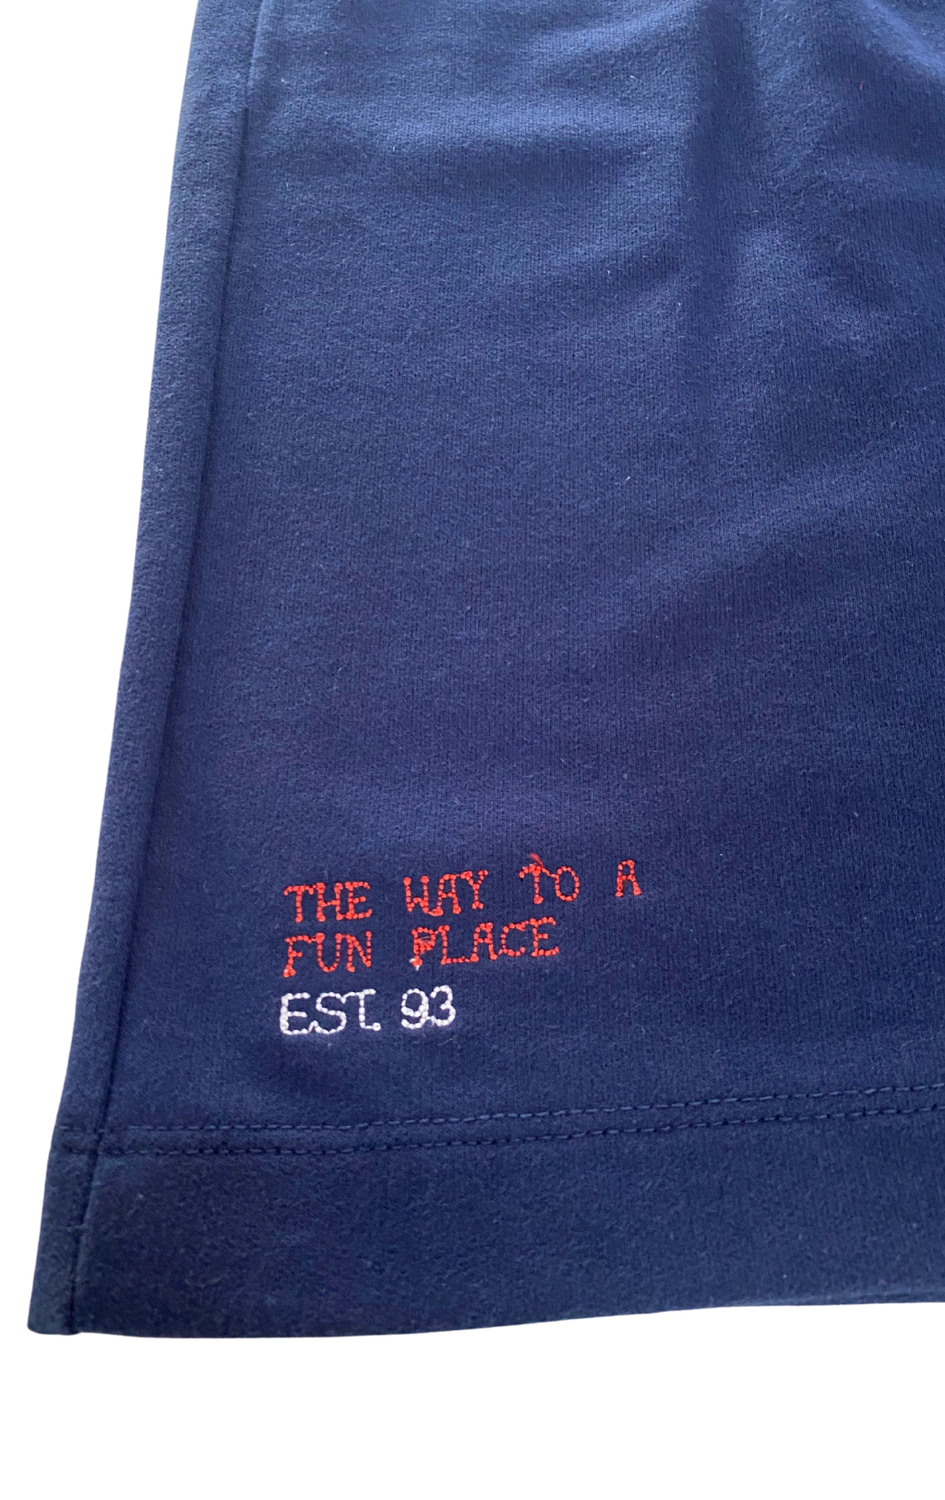 THE WAY TO A
FUN PLACE
EST. 93